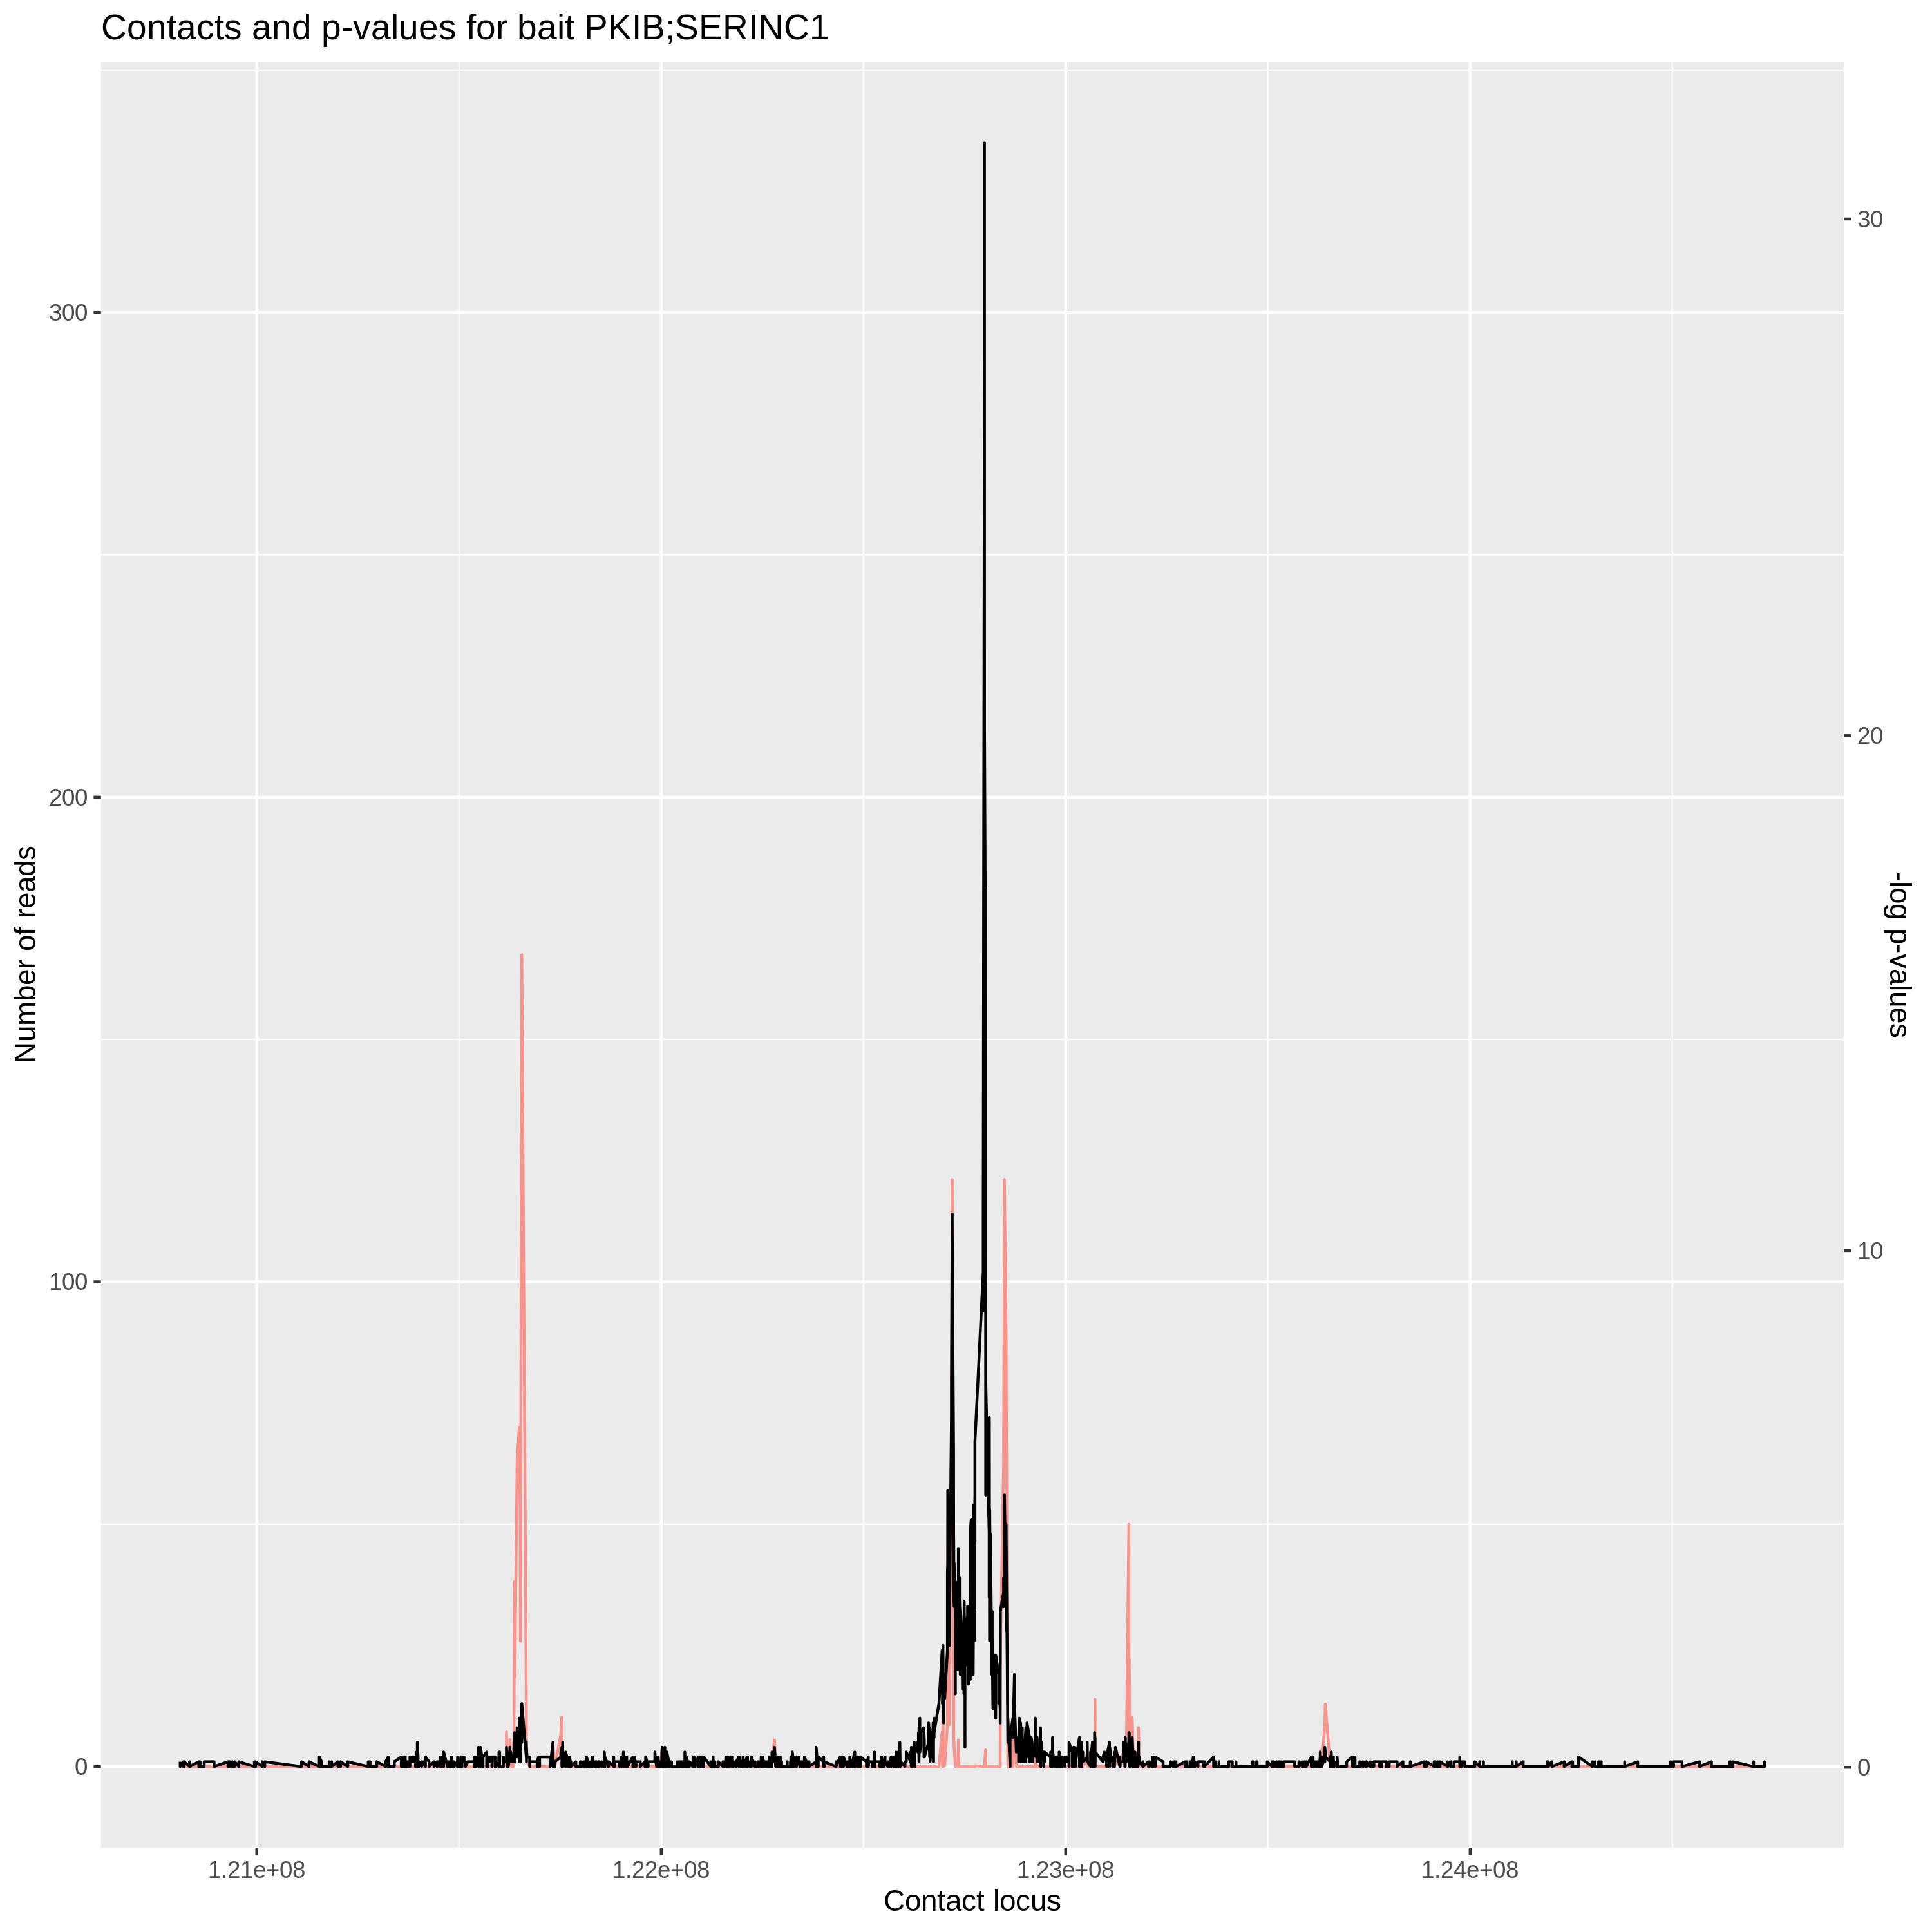 Contacts and p-values for bait PKIB;SERINC1
300
200
100
0
Number of reads
30
20
10
0
-log p-values
1.21e+08
1.22e+08
1.23e+08
1.24e+08
Contact locus